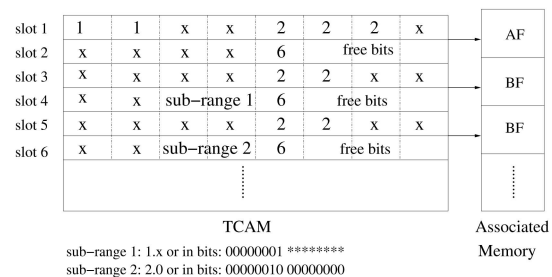 slot 1 1 1 x x 2 2 2 x AF
slot 2 x x x x 6 free bits
slot 3 x x x x 2 2 x x BF
slot 4 x x sub−range 1 6 free bits
slot 5 x x x x 2 2 x x BF
slot 6 x x sub−range 2 6 free bits
TCAM Associated Memory
sub−range 1: 1.x or in bits: 00000001 ********
sub−range 2: 2.0 or in bits: 00000010 00000000